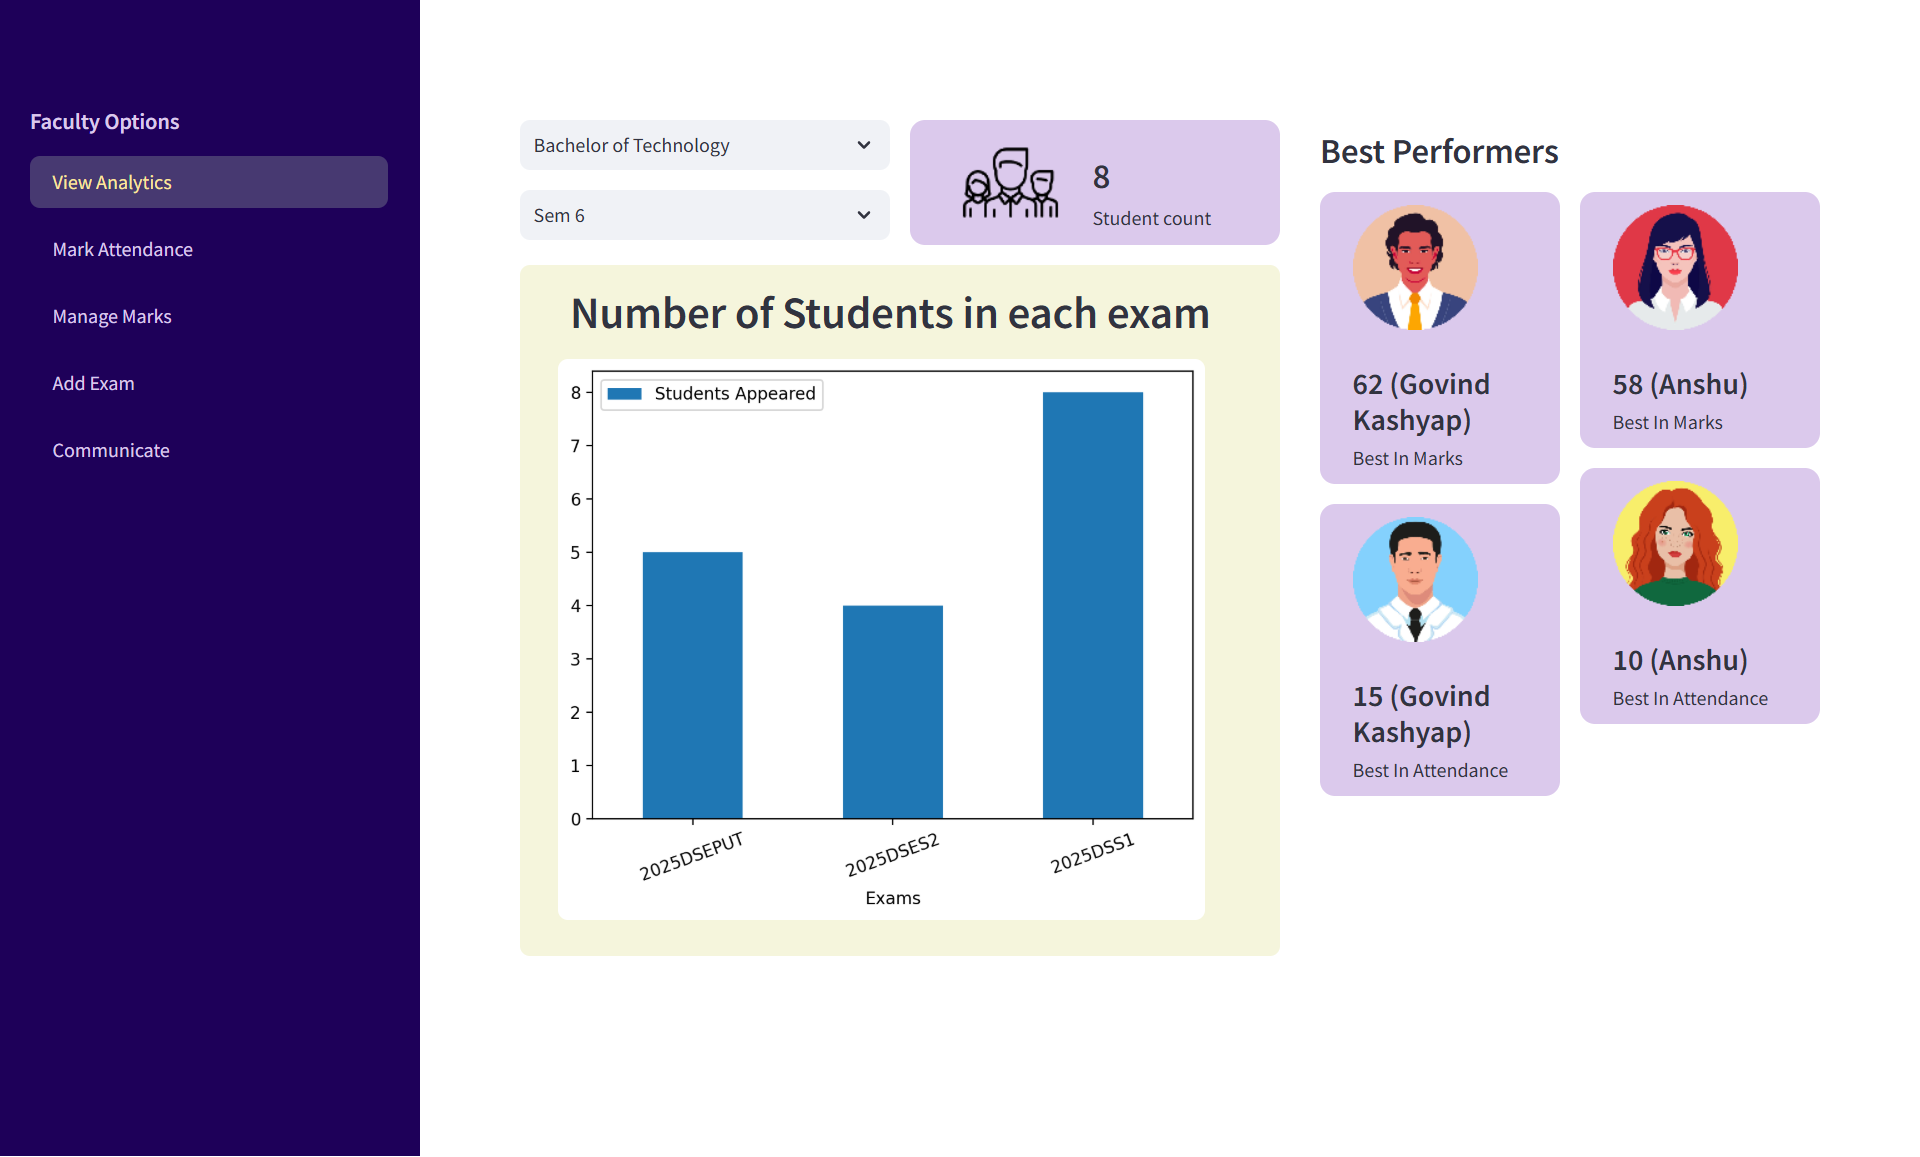 Faculty Options
View Analytics
Mark Attendance
Manage Marks
Add Exam
Communicate
Bachelor of Technology
Sem 6
8
Student count
Number of Students in each exam
Students Appeared
8
7
6
5
4
3
2
1
0
2025DSEPUT
2025DSES2
2025DSS1
Exams
Best Performers
62 (Govind
Kashyap)
Best In Marks
58 (Anshu)
Best In Marks
15 (Govind
Kashyap)
Best In Attendance
10 (Anshu)
Best In Attendance